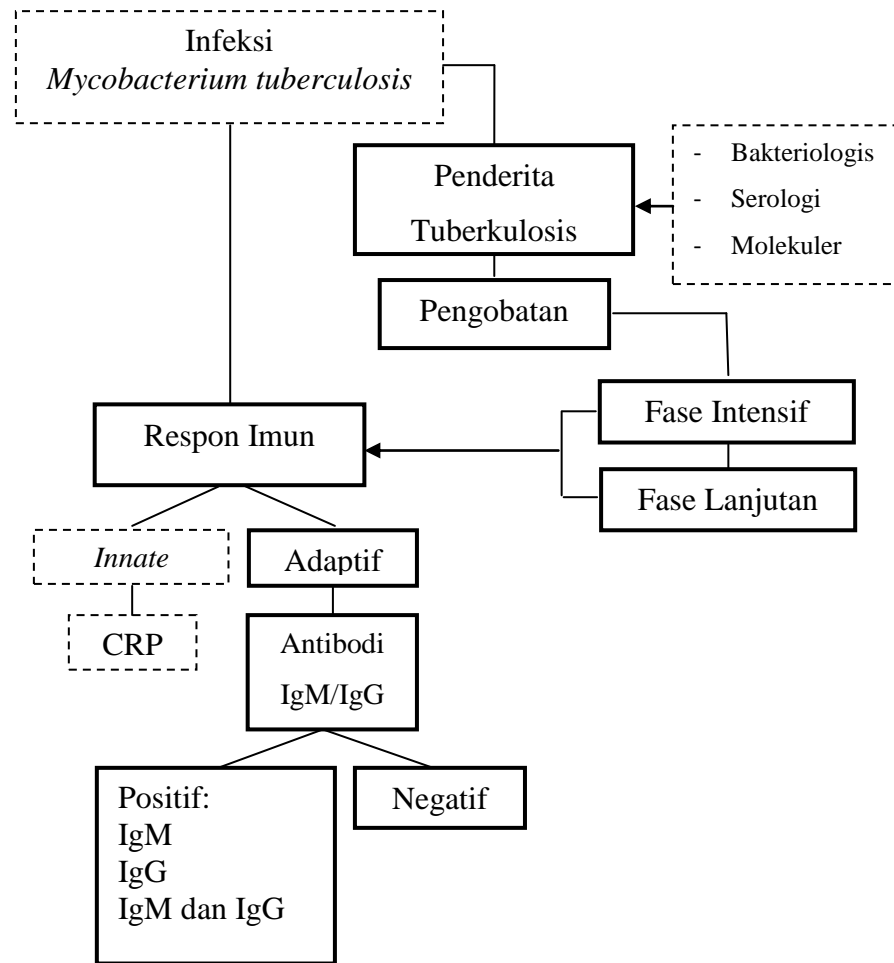 Infeksi
Mycobacterium tuberculosis
Penderita
Tuberkulosis
- Bakteriologis
- Serologi
- Molekuler
Pengobatan
Fase Intensif
Respon Imun
Fase Lanjutan
Innate
Adaptif
CRP
Antibodi
IgM/IgG
Positif:
IgM
IgG
IgM dan IgG
Negatif